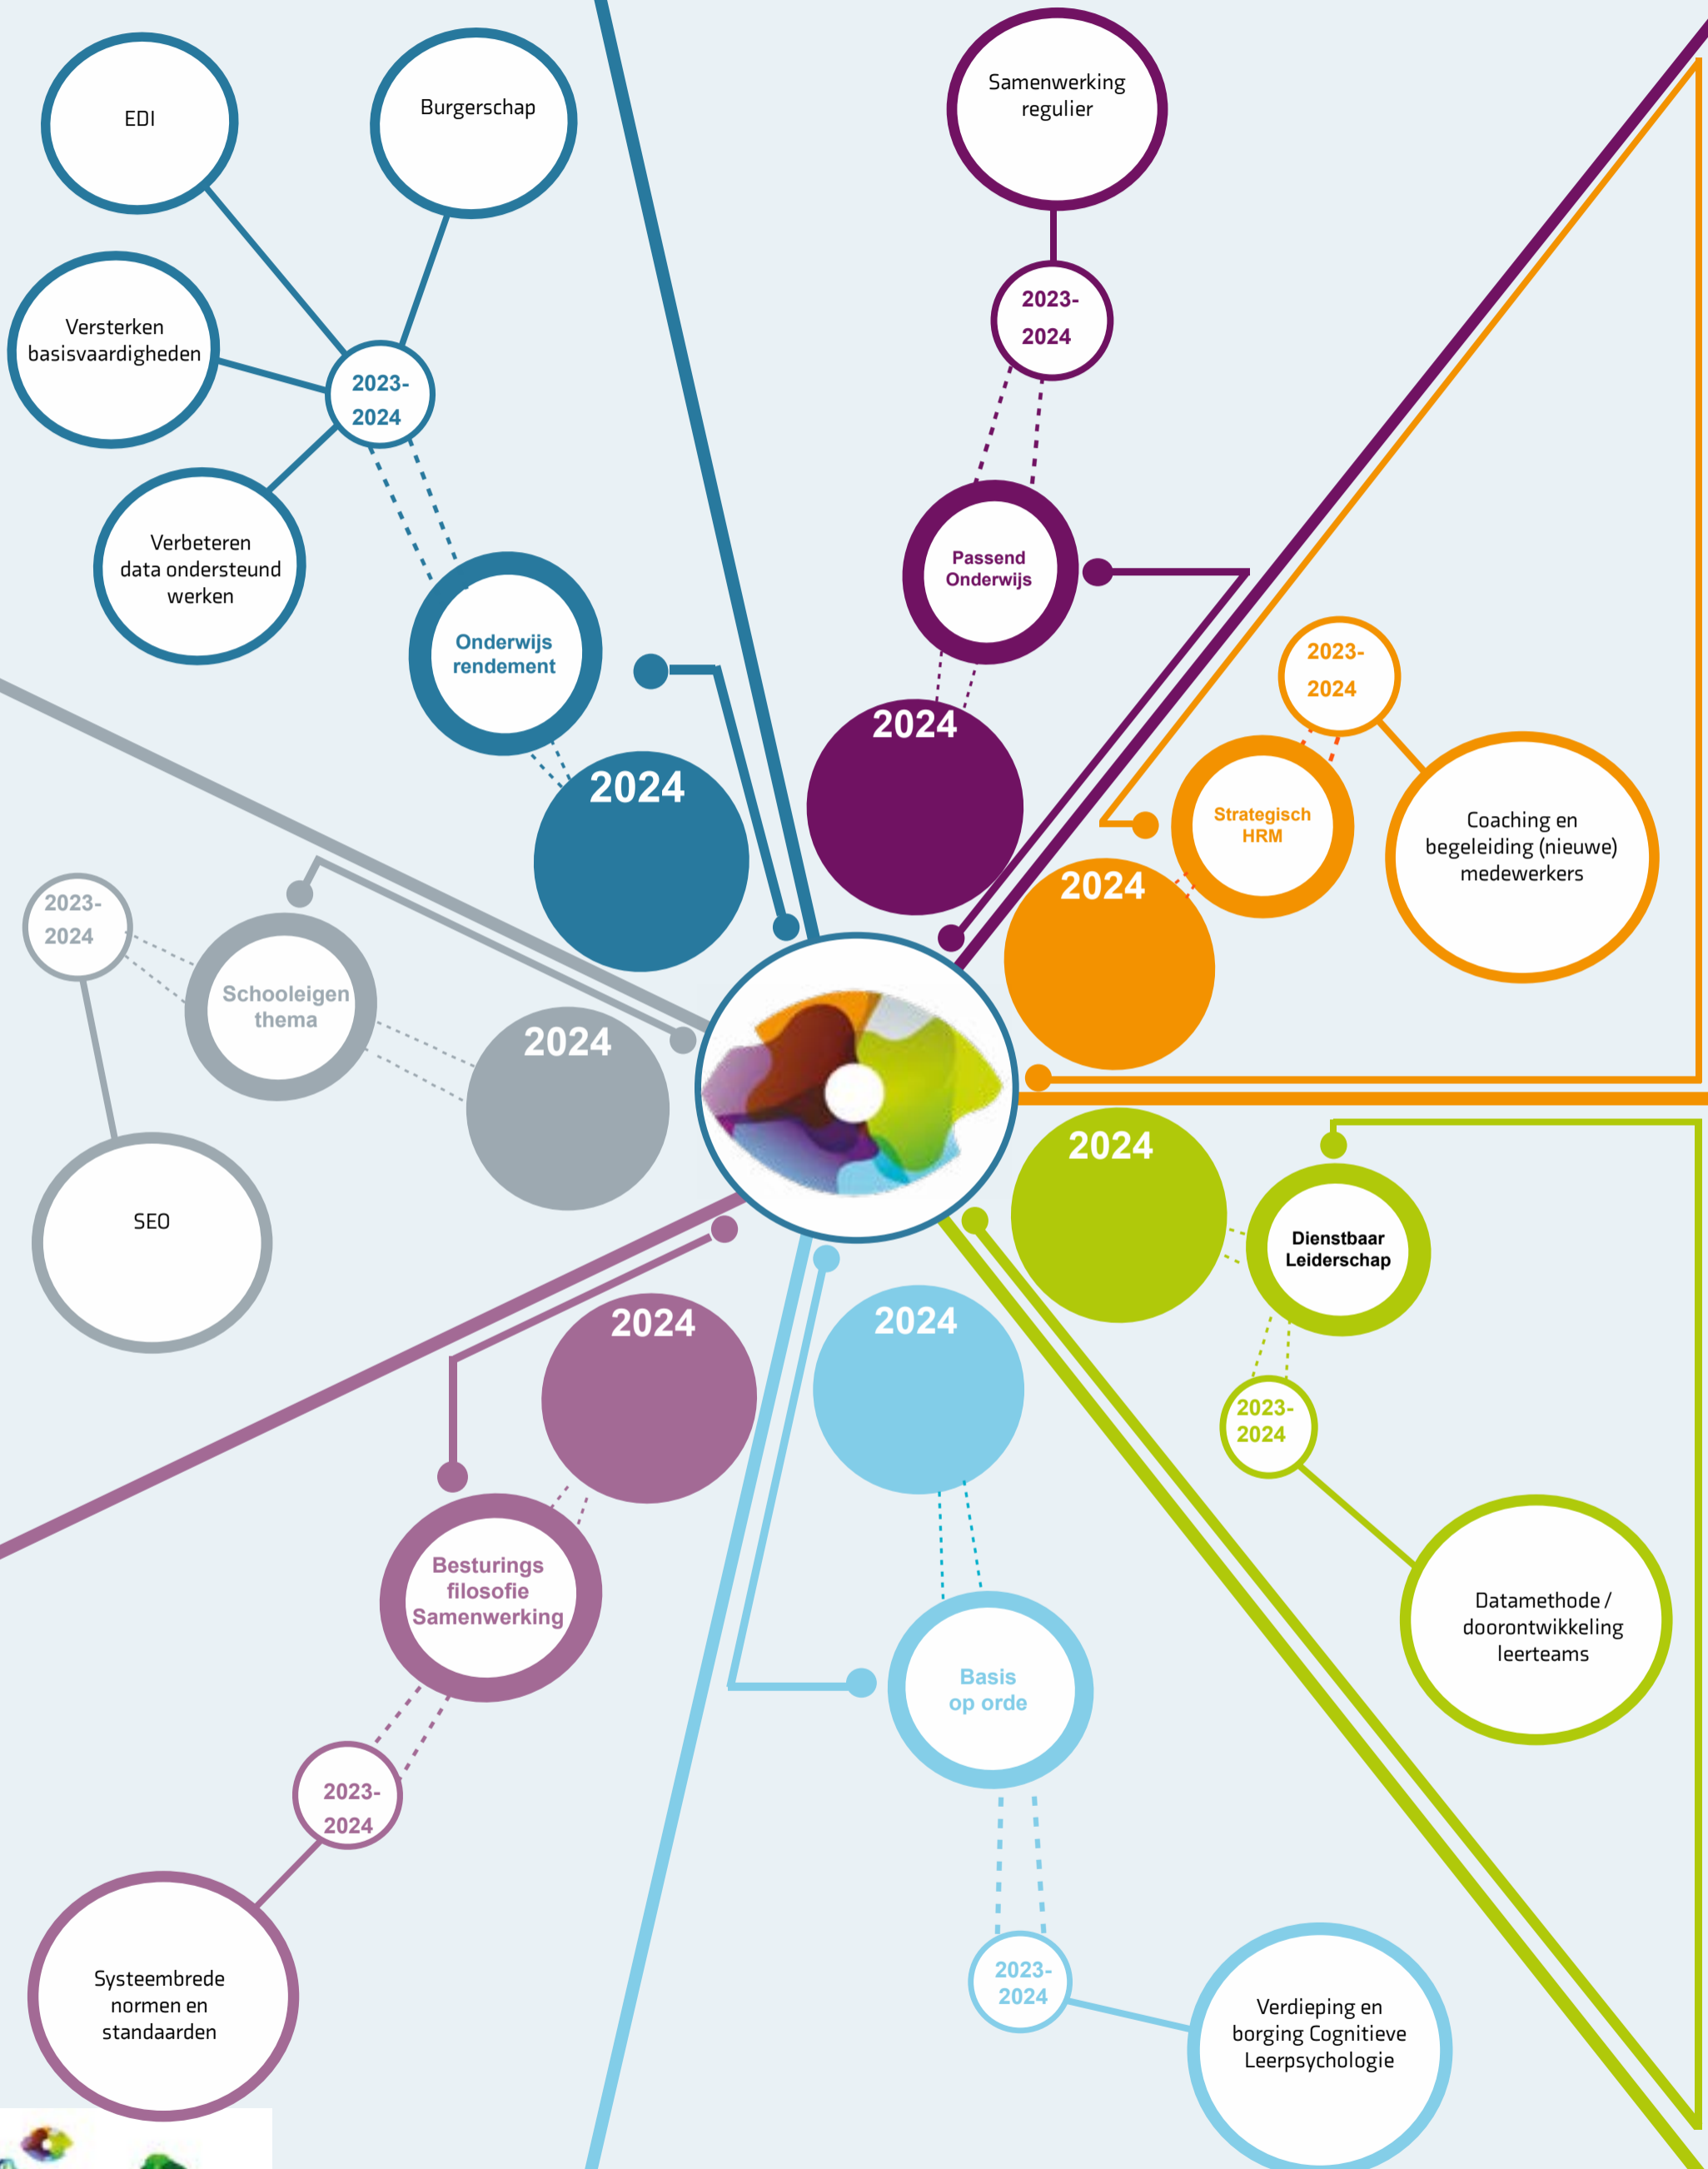 EDI
Burgerschap
Versterken
basisvaardigheden
2023-
2024
Verbeteren
data ondersteund
werken
Onderwijs
rendement
2024
Samenwerking
regulier
2023-
2024
Passend
Onderwijs
2024
2023-
2024
Strategisch
HRM
Coaching en
begeleiding (nieuwe)
medewerkers
2024
2023-
2024
Schooleigen
thema
2024
SEO
2024
Dienstbaar
Leiderschap
2023-
2024
Datamethode /
doorontwikkeling
leerteams
2024
Besturings
filosofie
Samenwerking
2023-
2024
Systeembrede
normen en
standaarden
2024
Basis
op orde
2023-
2024
Verdieping en
borging Cognitieve
Leerpsychologie